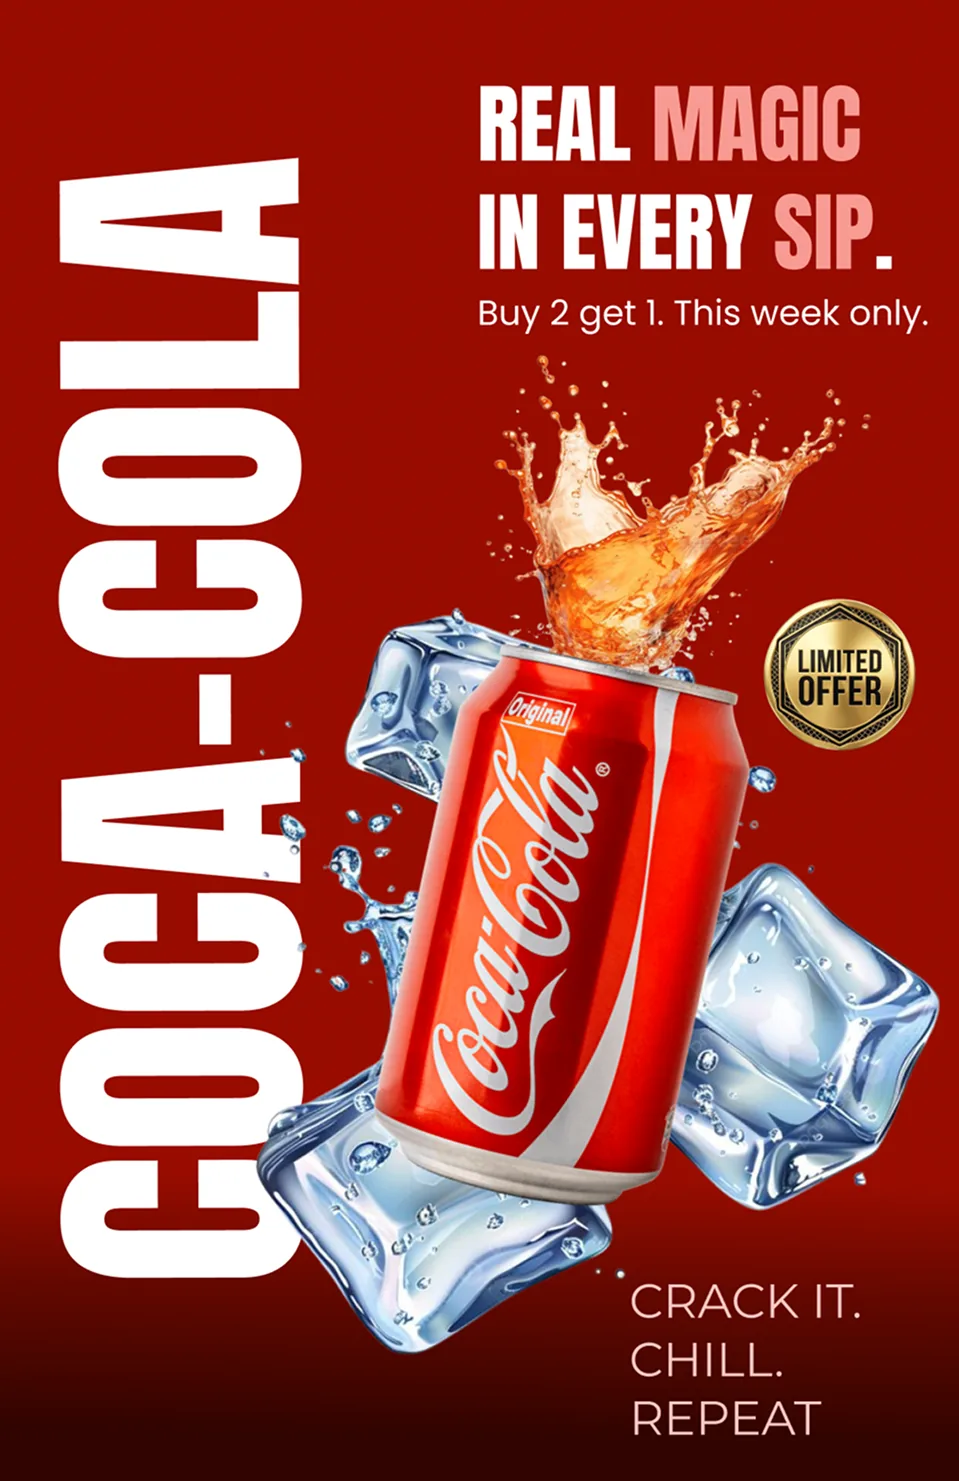 REAL MAGIC
IN EVERY SIP.
Buy 2 get 1. This week only.
COCA-COLA
LIMITED
OFFER
Original
Coca-Cola
®
CRACK IT.
CHILL.
REPEAT